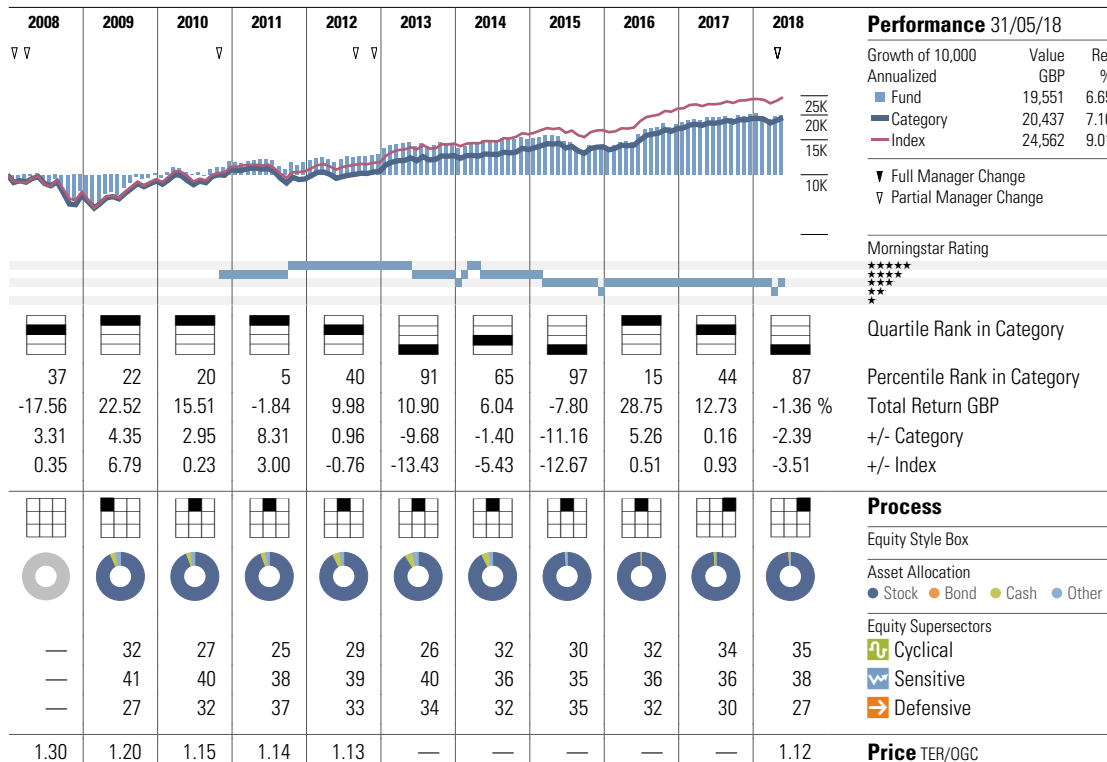 2008 2009 2010 2011 2012 2013 2014 2015 2016 2017 2018
Performance 31/05/18
Growth of 10,000 Value
Annualized GBP %
Fund 19,551
Category 20,437
Index 24,562
Full Manager Change
Partial Manager Change
25K
20K
15K
10K
Morningstar Rating
★★★★★
★★★★
★★★
★★
★
Quartile Rank in Category
37 22 20 5 40 91 65 97 15 44 87 Percentile Rank in Category
-17.56 22.52 15.51 -1.84 9.98 10.90 6.04 -7.80 28.75 12.73 -1.36 % Total Return GBP
3.31 4.35 2.95 8.31 0.96 -9.68 -1.40 -11.16 5.26 0.16 -2.39 +/- Category
0.35 6.79 0.23 3.00 -0.76 -13.43 -5.43 -12.67 0.51 0.93 -3.51 +/- Index
Process
Equity Style Box
Asset Allocation
Stock Bond Cash Other
Equity Supersectors
— 32 27 25 29 26 32 30 32 34 35 Cyclical
— 41 40 38 39 40 36 35 36 36 38 Sensitive
— 27 32 37 33 34 32 35 32 30 27 Defensive
1.30 1.20 1.15 1.14 1.13 — — — — — 1.12 Price TER/OGC